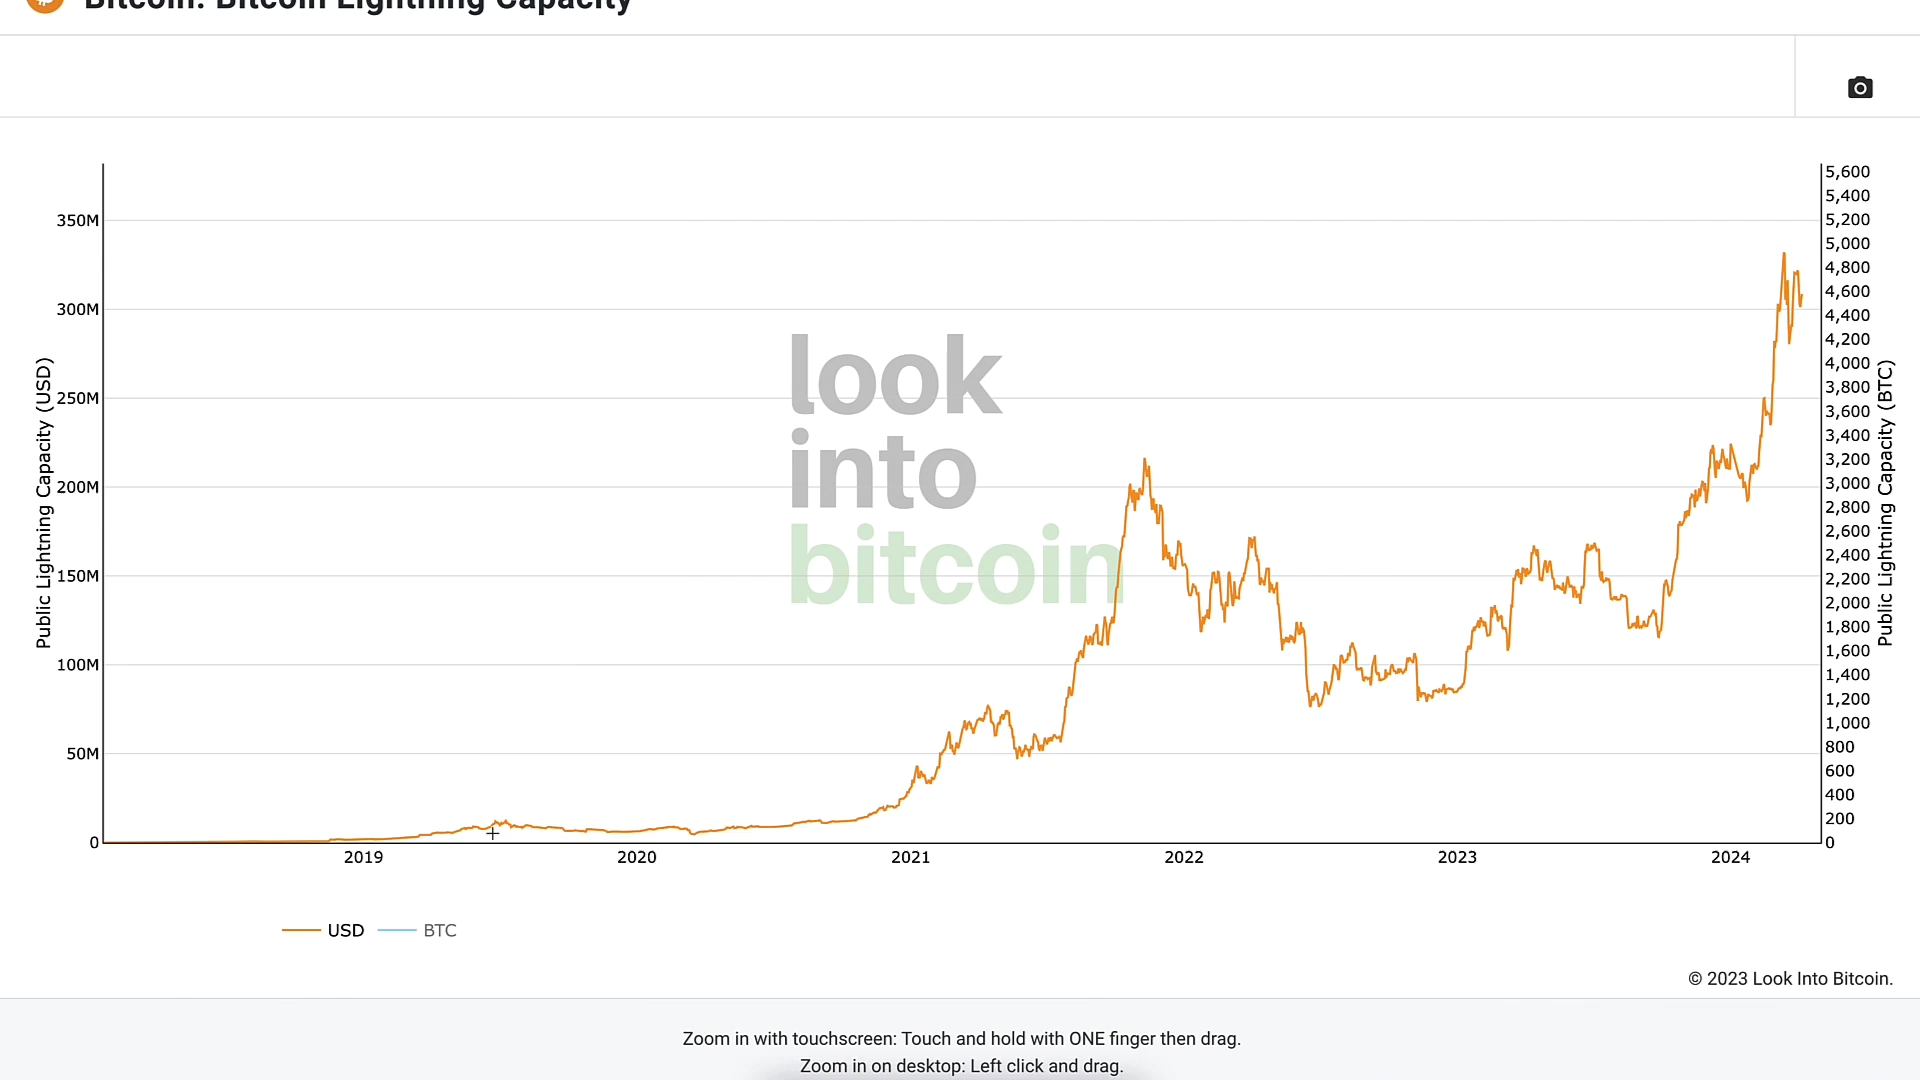 Bitcoin: Bitcoin Lightning Capacity
look
into
bitcoin
Public Lightning Capacity (USD)
350M
300M
250M
200M
150M
100M
50M
0
5,600
5,400
5,200
5,000
4,800
4,600
4,400
4,200
4,000
3,800
3,600
3,400
3,200
3,000
2,800
2,600
2,400
2,200
2,000
1,800
1,600
1,400
1,200
1,000
800
600
400
200
0
Public Lightning Capacity (BTC)
2019 2020 2021 2022 2023 2024
USD BTC
© 2023 Look Into Bitcoin.
Zoom in with touchscreen: Touch and hold with ONE finger then drag.
Zoom in on desktop: Left click and drag.